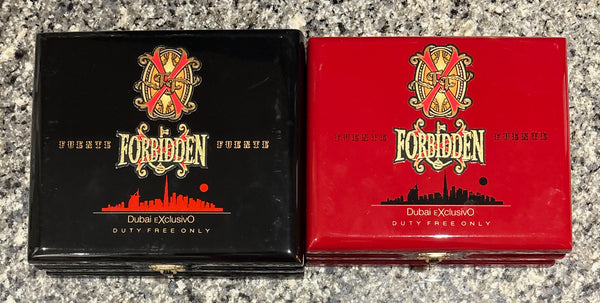 X
FUENTE FORBIDDEN FUENTE
Dubai eXclusivO
DUTY FREE ONLY
X
FUENTE FORBIDDEN FUENTE
Dubai eXclusivO
DUTY FREE ONLY